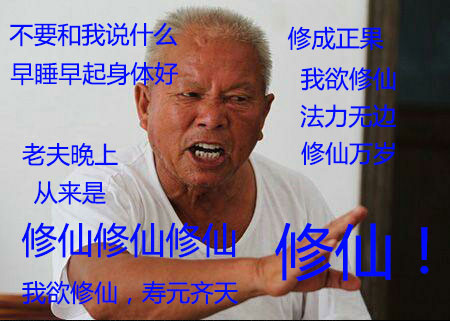 不要和我说什么
早睡早起身体好
老夫晚上
从来是
修仙修仙修仙
我欲修仙，寿元齐天
修成正果
我欲修仙
法力无边
修仙万岁
修仙！